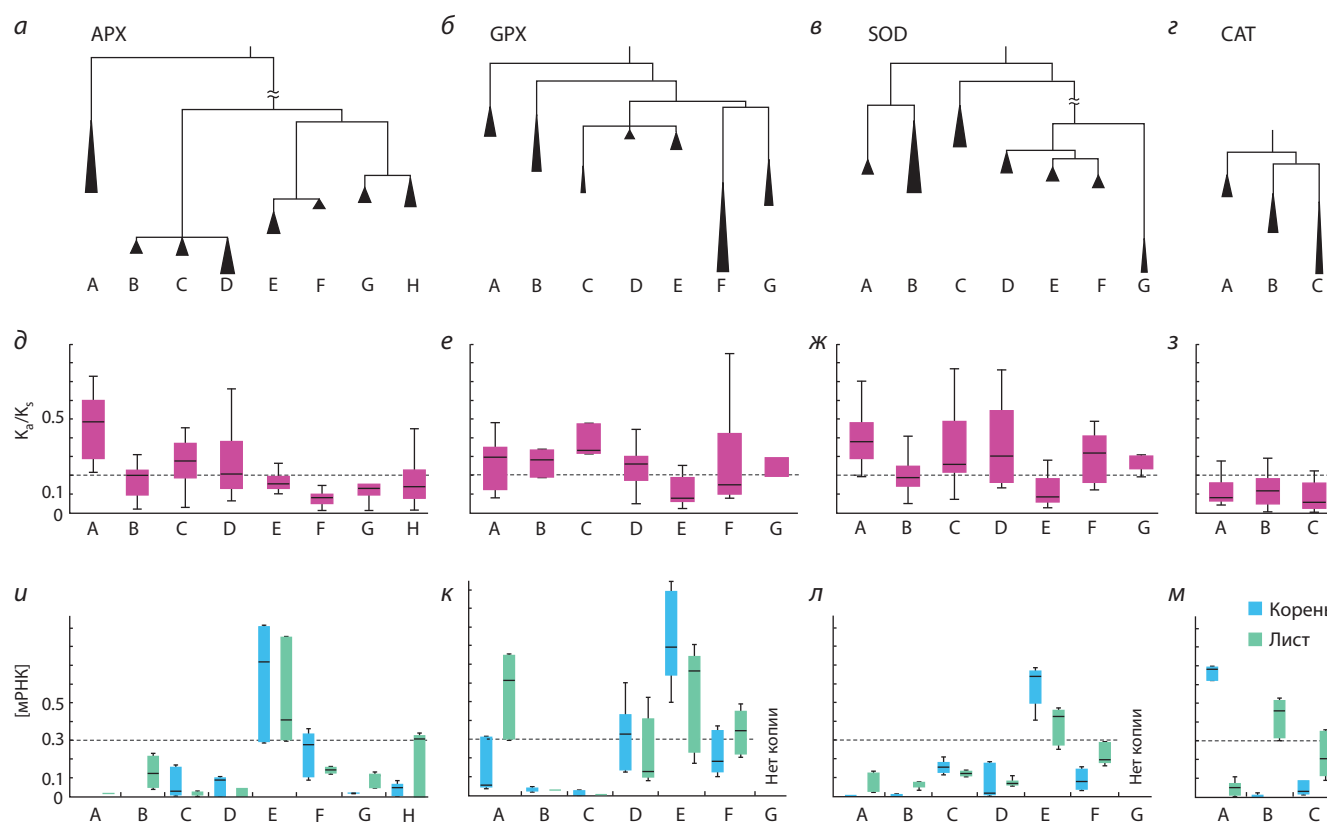 а APX б GPX в SOD г CAT
A B C D E F G H A B C D E F G A B C D E F G A B C
д е ж з
Ka/Ks
0.5
0.1
0
A B C D E F G H A B C D E F G A B C D E F G A B C
и к л м
Корень
Лист
[мРНК]
0.5
0.3
0.1
0
Нет копии
Нет копии
A B C D E F G H A B C D E F G A B C D E F G A B C